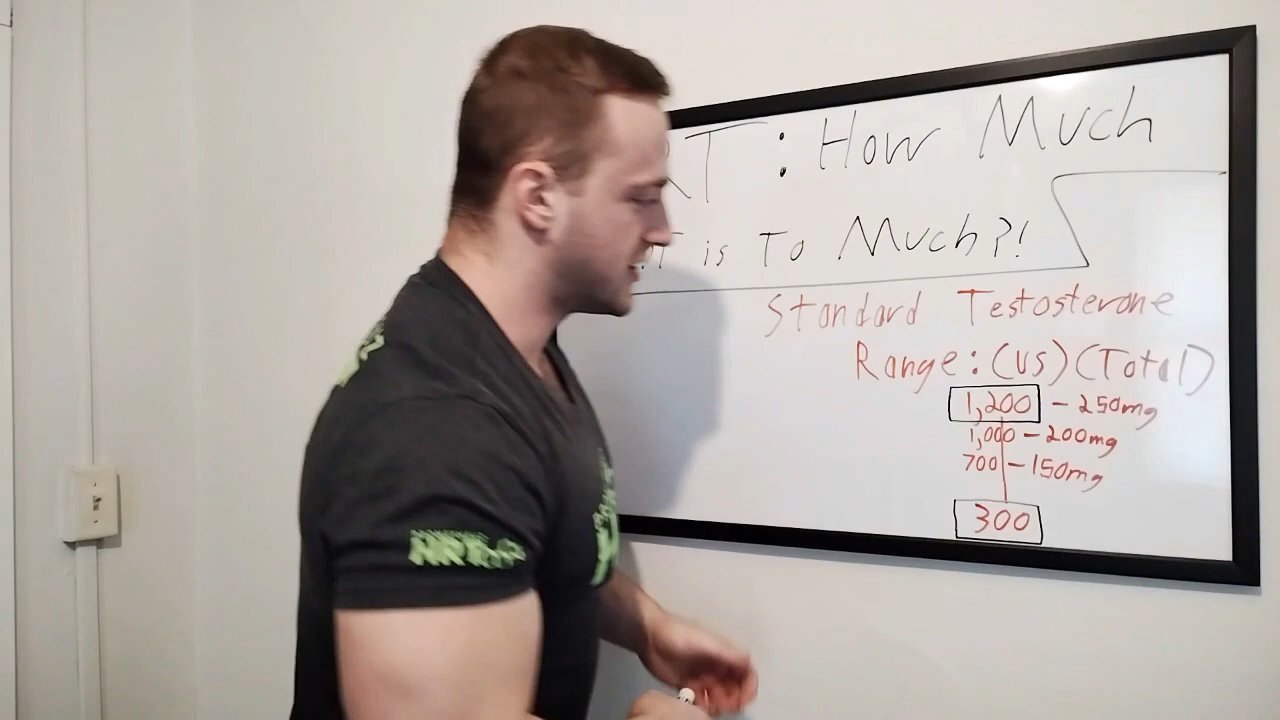 RT: How Much
is To Much?!
Standard Testosterone
Range: (US) (Total)
1,200 - 250mg
1,000 - 200mg
700 - 150mg
300